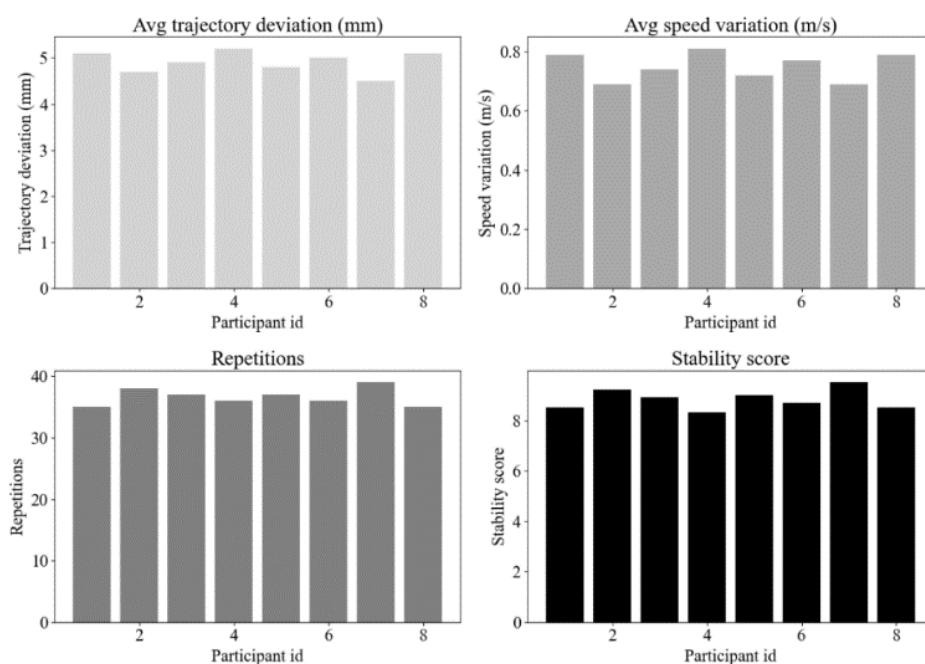 Avg trajectory deviation (mm)
Trajectory deviation (mm)
5
4
3
2
1
0
2 4 6 8
Participant id
Avg speed variation (m/s)
Speed variation (m/s)
0.8
0.6
0.4
0.2
0.0
2 4 6 8
Participant id
Repetitions
Repetitions
40
30
20
10
0
2 4 6 8
Participant id
Stability score
Stability score
8
6
4
2
0
2 4 6 8
Participant id